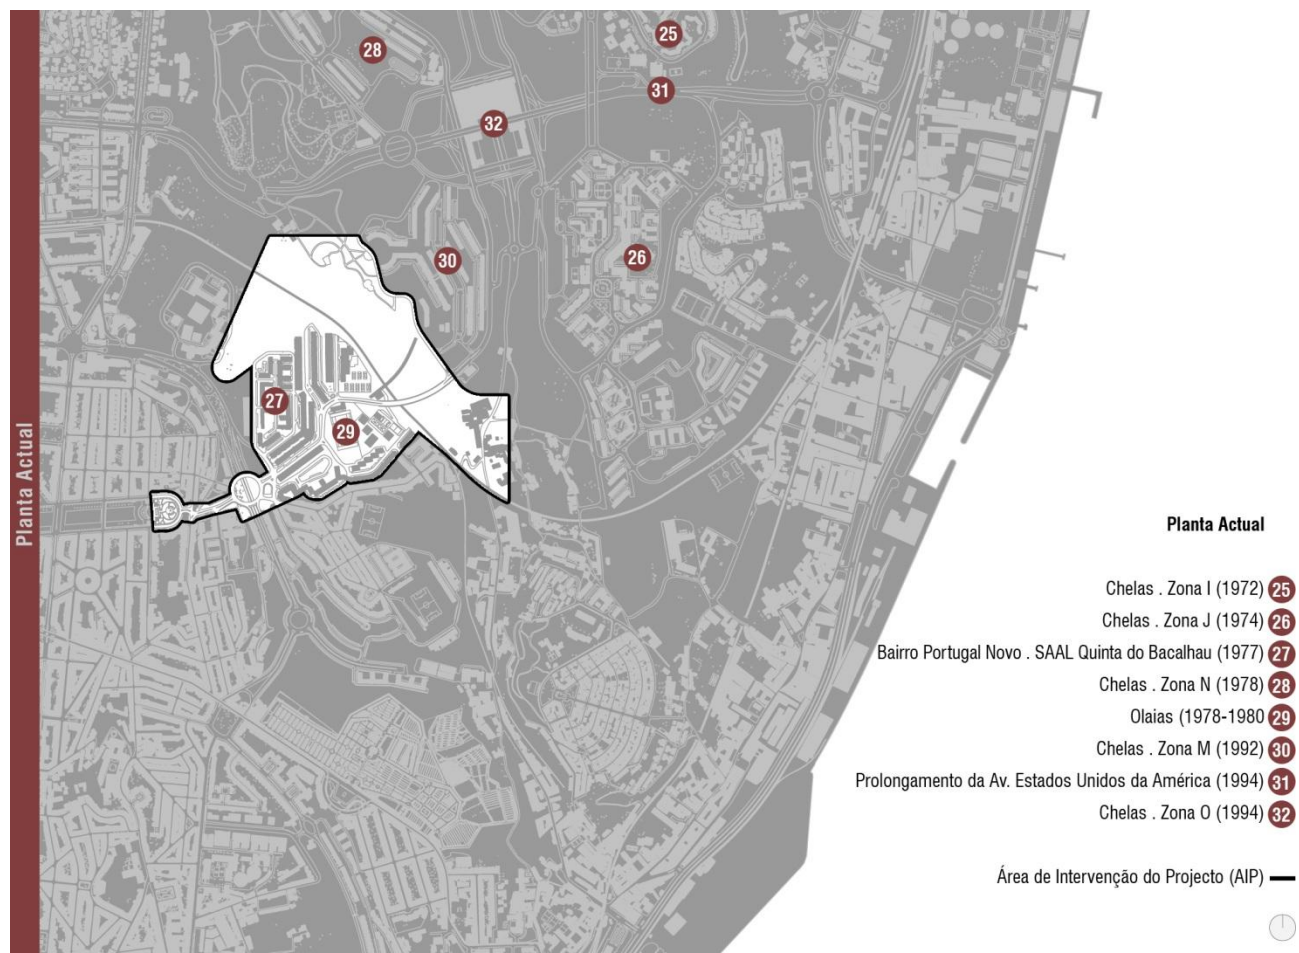 Planta Actual
28
25
31
32
30
26
27
29
Planta Actual
Chelas . Zona I (1972) 25
Chelas . Zona J (1974) 26
Bairro Portugal Novo . SAAL Quinta do Bacalhau (1977) 27
Chelas . Zona N (1978) 28
Olaias (1978-1980 29
Chelas . Zona M (1992) 30
Prolongamento da Av. Estados Unidos da América (1994) 31
Chelas . Zona O (1994) 32
Área de Intervenção do Projecto (AIP)